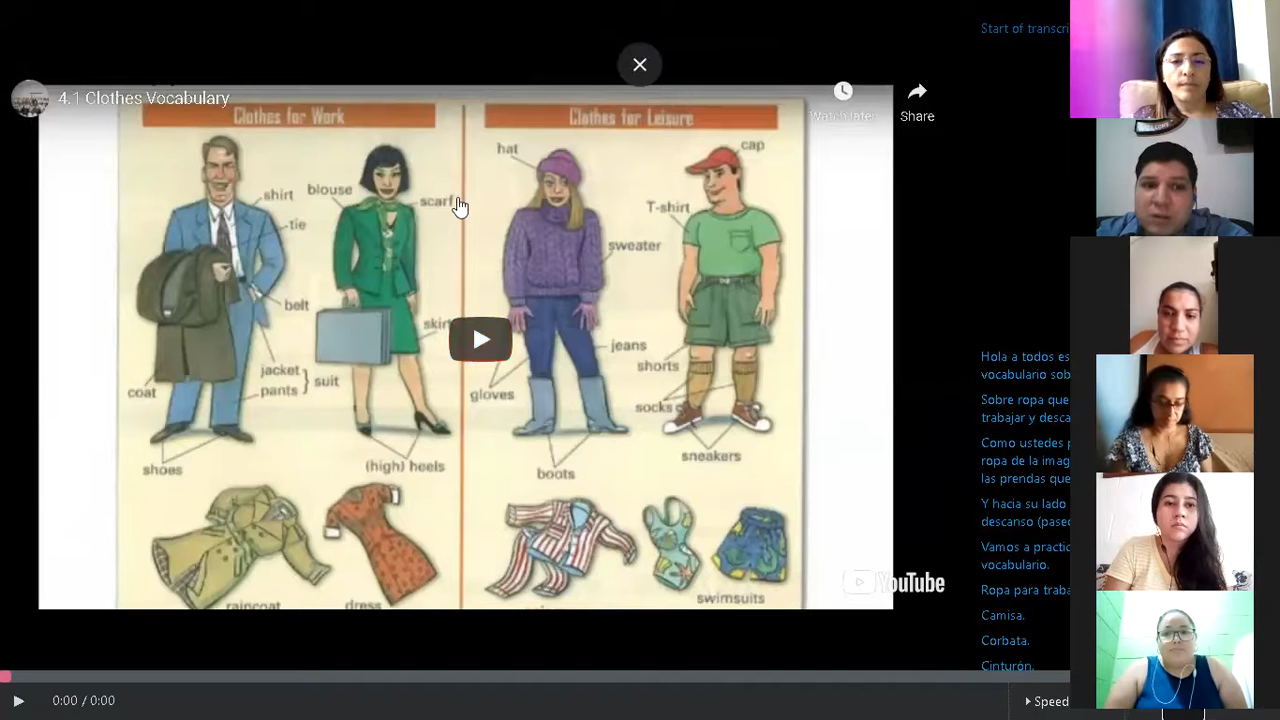 Start of transcri
4.1 Clothes Vocabulary
Share
Clothes for Work
Clothes for Leisure
hat
cap
shirt
blouse
scarf
T-shirt
tie
sweater
belt
skirt
jeans
shorts
jacket
pants
suit
coat
gloves
socks
shoes
(high) heels
boots
sneakers
raincoat
dress
swimsuits
YouTube
Hola a todos es
vocabulario sob
Sobre ropa que
trabajar y desca
Como ustedes p
ropa de la imag
las prendas que
Y hacia su lado
descanso (pased
Vamos a practic
vocabulario.
Ropa para traba
Camisa.
Corbata.
Cinturón.
0:00 / 0:00
Speed